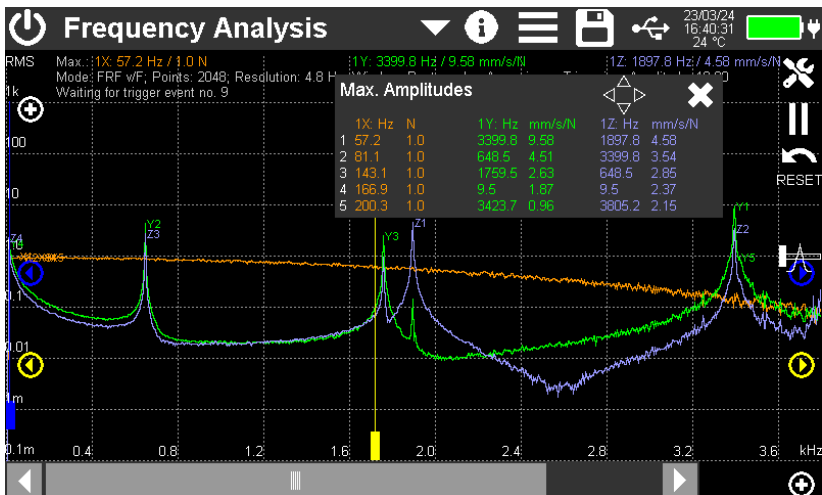 Frequency Analysis
23/03/24
16:40:31
24 °C
RMS Max.: 1X: 57.2 Hz / 1.0 N 1Y: 3399.8 Hz / 9.58 mm/s/N 1Z: 1897.8 Hz / 4.58 mm/s/N
Mode: FRF v/F; Points: 2048; Resolution: 4.8 H
Waiting for trigger event no. 9
Max. Amplitudes
1X: Hz N 1Y: Hz mm/s/N 1Z: Hz mm/s/N
1 57.2 1.0 3399.8 9.58 1897.8 4.58
2 81.1 1.0 648.5 4.51 3399.8 3.54
3 143.1 1.0 1759.5 2.63 648.5 2.85
4 166.9 1.0 9.5 1.87 9.5 2.37
5 200.3 1.0 3423.7 0.96 3805.2 2.15
RESET
1k
100
10
0.1
0.01
1m
0.1m
Y2
Z3
Y3
Z1
Y1
Z2
Y5
Z4
0.4 0.8 1.2 1.6 2.0 2.4 2.8 3.2 3.6 kHz